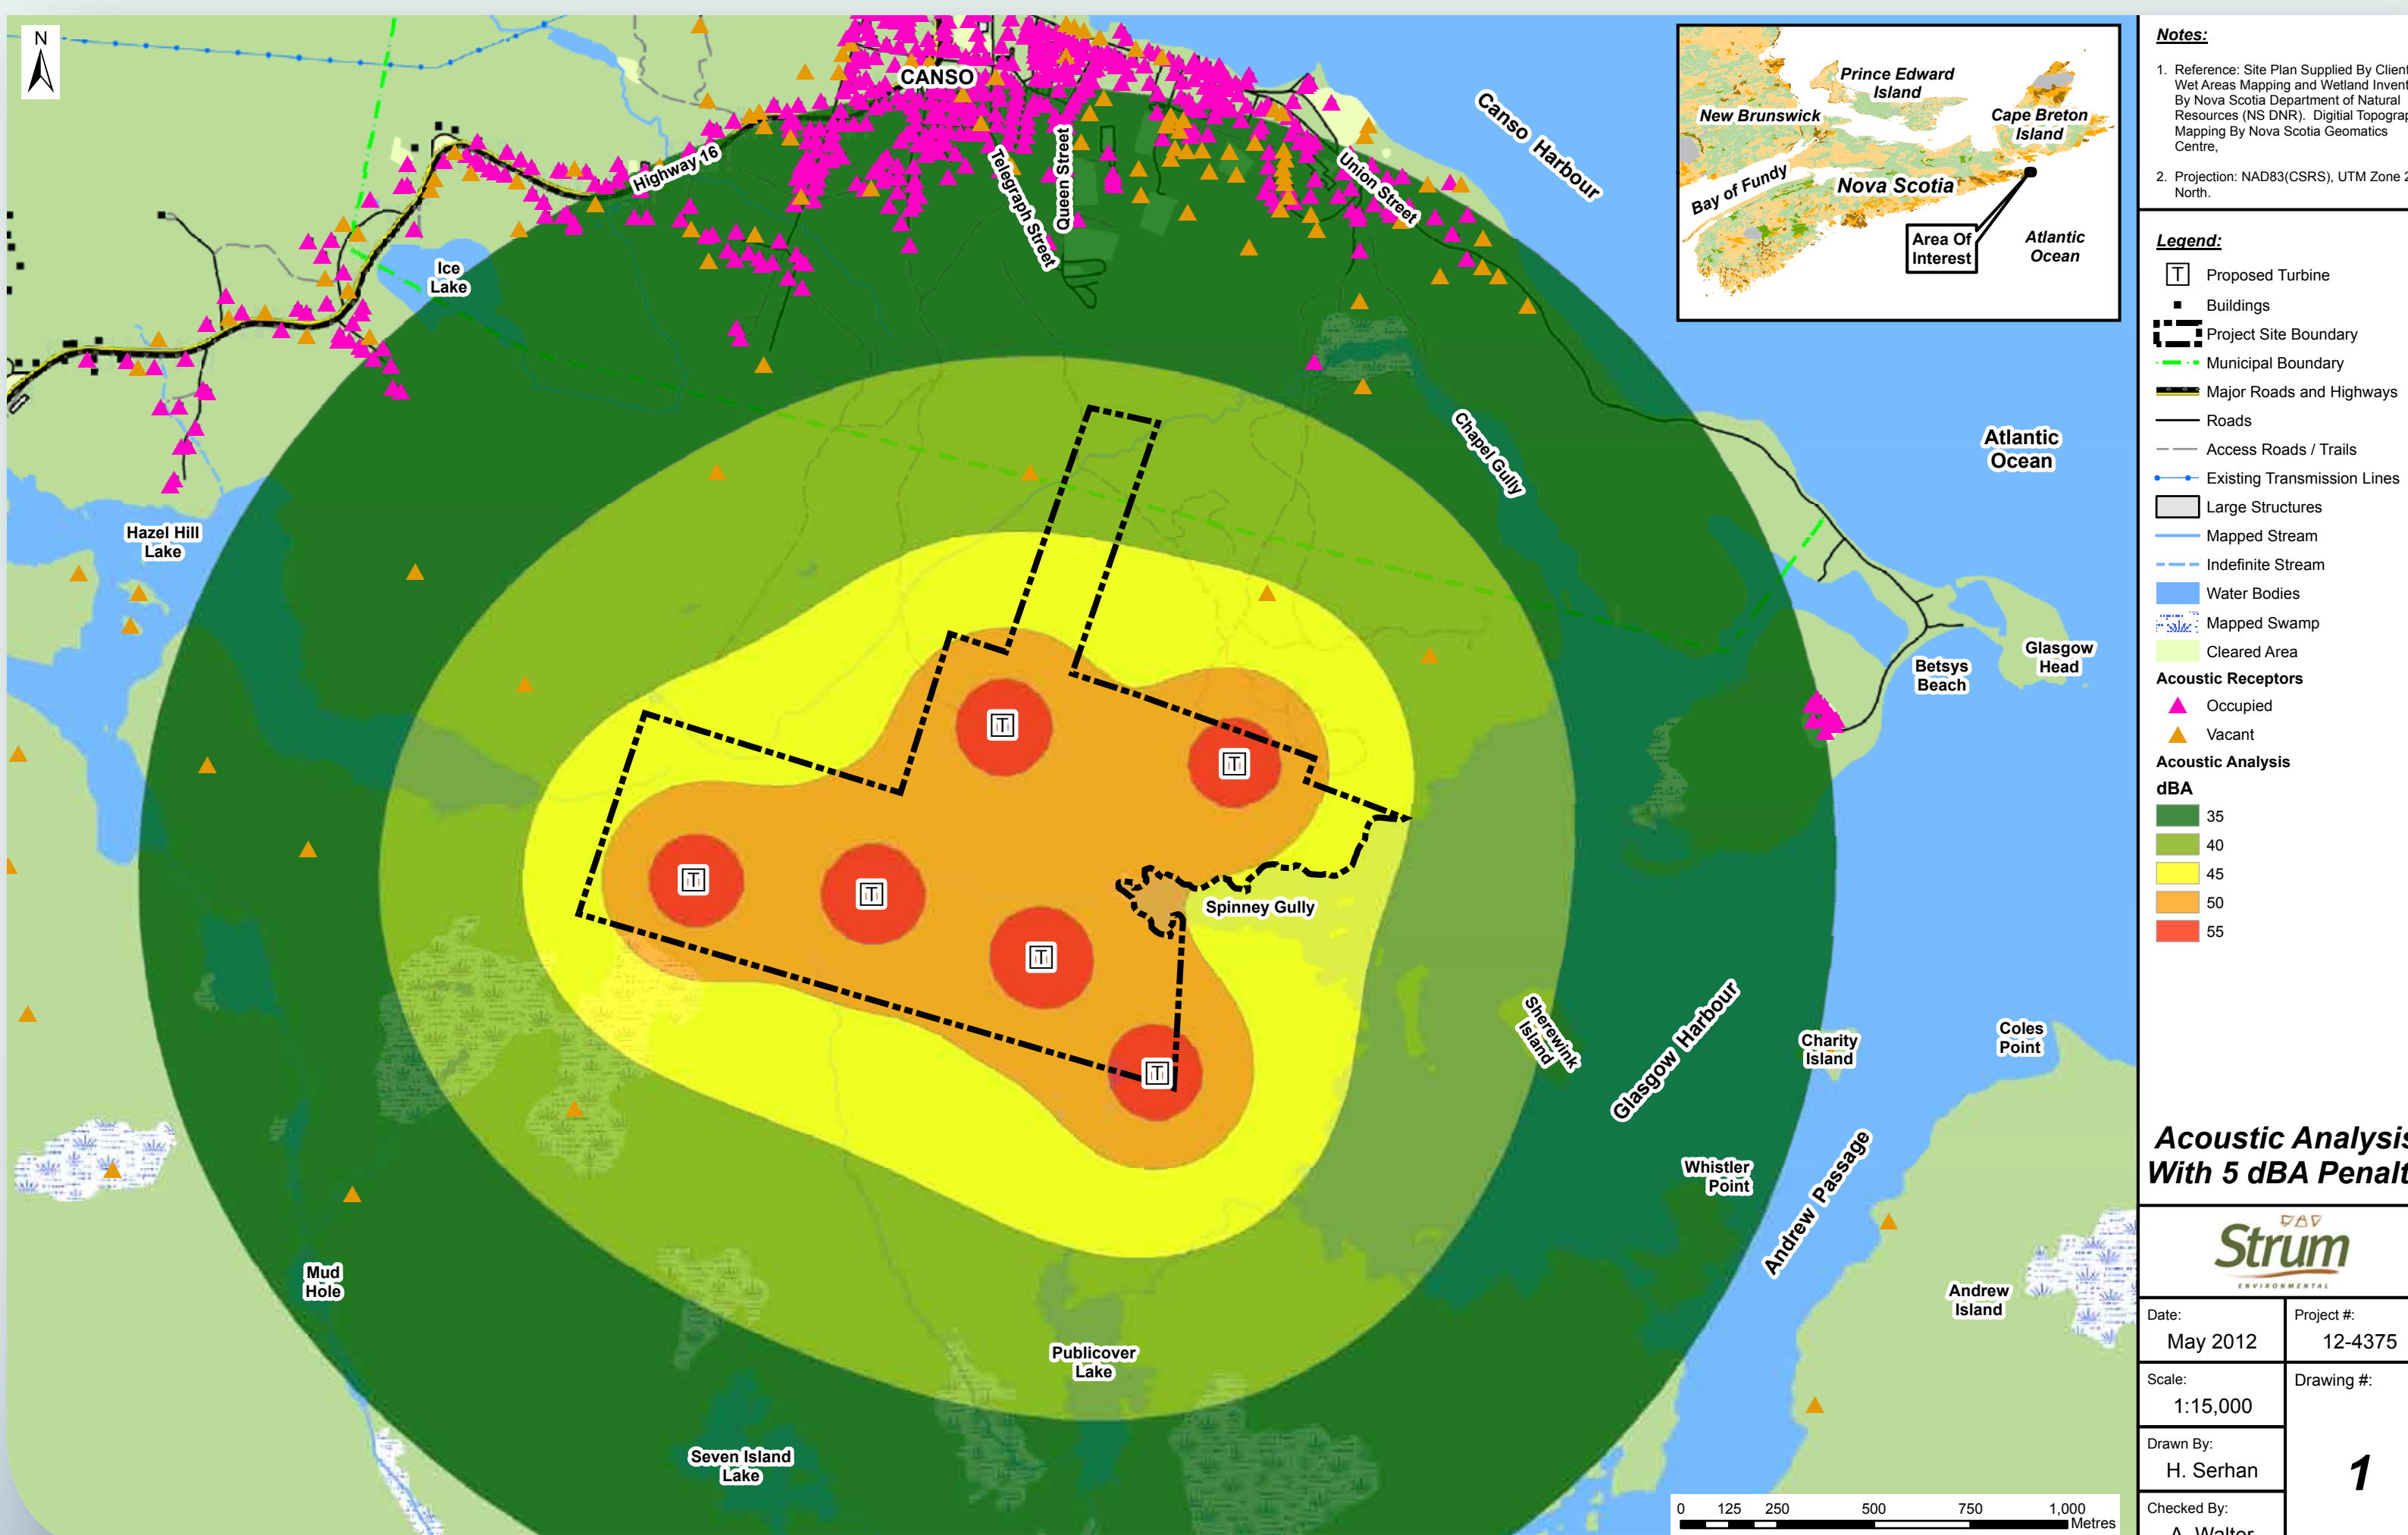 N
CANSO
Highway 16
Telegraph Street
Queen Street
Union Street
Canso Harbour
Ice
Lake
Hazel Hill
Lake
Chapel Gully
Atlantic
Ocean
Glasgow
Head
Betsys
Beach
Spinney Gully
Sherewink
Island
Glasgow Harbour
Charity
Island
Coles
Point
Whistler
Point
Andrew Passage
Andrew
Island
Mud
Hole
Publicover
Lake
Seven Island
Lake
T
T
T
T
T
T
Prince Edward
Island
New Brunswick
Cape Breton
Island
Bay of Fundy
Nova Scotia
Area Of
Interest
Atlantic
Ocean
0 125 250 500 750 1,000
Metres
Notes:
1. Reference: Site Plan Supplied By Client
Wet Areas Mapping and Wetland Invent
By Nova Scotia Department of Natural
Resources (NS DNR). Digitial Topograp
Mapping By Nova Scotia Geomatics
Centre,
2. Projection: NAD83(CSRS), UTM Zone 2
North.
Legend:
T Proposed Turbine
Buildings
Project Site Boundary
Municipal Boundary
Major Roads and Highways
Roads
Access Roads / Trails
Existing Transmission Lines
Large Structures
Mapped Stream
Indefinite Stream
Water Bodies
Mapped Swamp
Cleared Area
Acoustic Receptors
Occupied
Vacant
Acoustic Analysis
dBA
35
40
45
50
55
Acoustic Analysis
With 5 dBA Penalt
Strum
ENVIRONMENTAL
Date:
May 2012
Project #:
12-4375
Scale:
1:15,000
Drawing #:
1
Drawn By:
H. Serhan
Checked By:
A. Walter